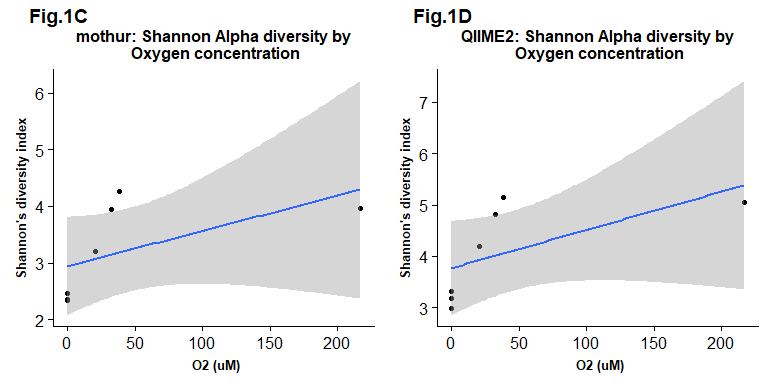 Fig.1C
mothur: Shannon Alpha diversity by
Oxygen concentration
Shannon's diversity index
6
5
4
3
2
0
50
100
150
200
O2 (uM)
Fig.1D
QIIME2: Shannon Alpha diversity by
Oxygen concentration
Shannon's diversity index
7
6
5
4
3
0
50
100
150
200
O2 (uM)